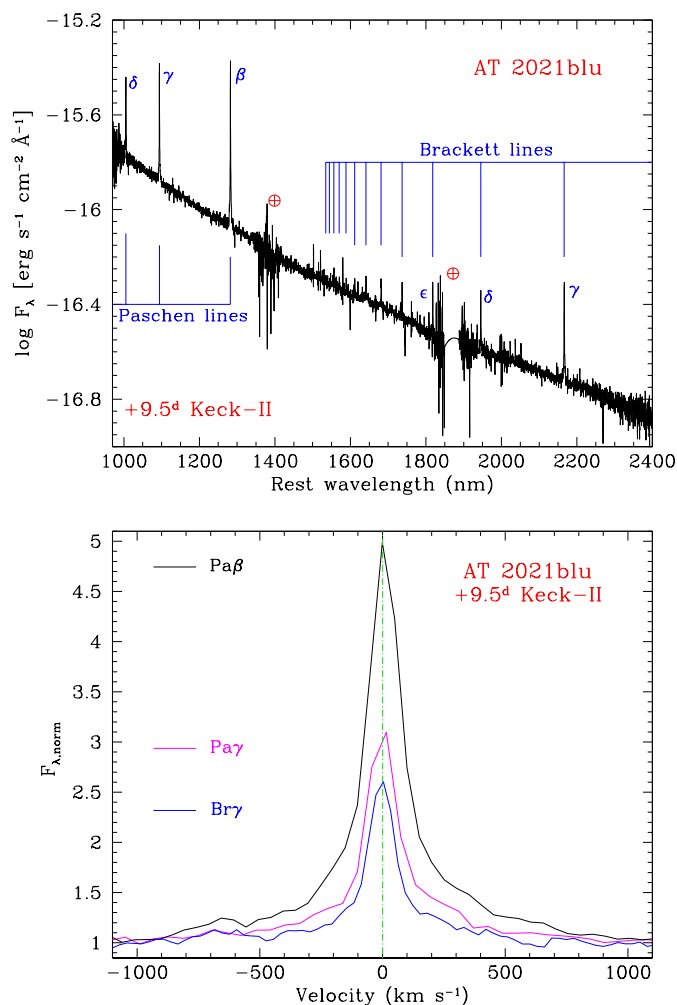 AT 2021blu
δ
γ
β
Brackett lines
⊕
⊕
ϵ
δ
γ
Paschen lines
+9.5ᵈ Keck−II
−15.2
−15.6
−16
−16.4
−16.8
log F_λ [erg s⁻¹ cm⁻² Å⁻¹]
1000 1200 1400 1600 1800 2000 2200 2400
Rest wavelength (nm)
Paβ
AT 2021blu
+9.5ᵈ Keck−II
Paγ
Brγ
5
4.5
4
3.5
3
2.5
2
1.5
1
F_λ,norm
−1000 −500 0 500 1000
Velocity (km s⁻¹)